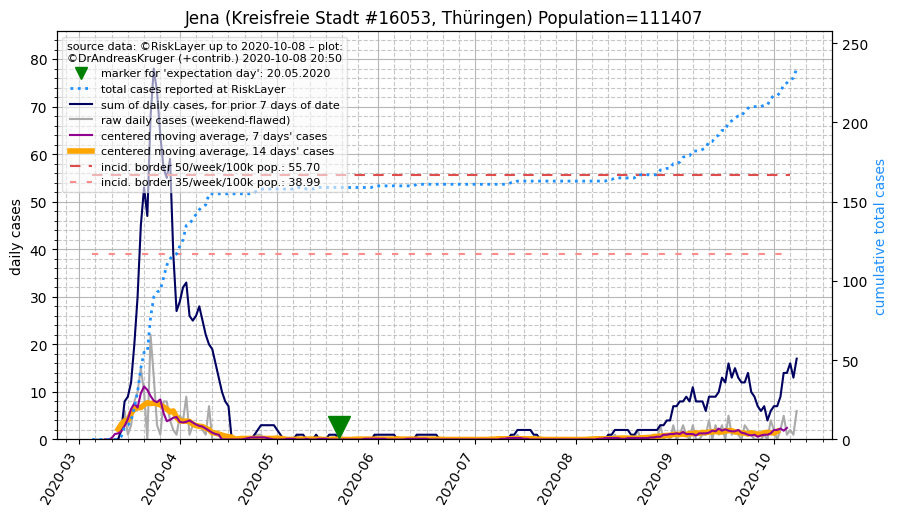 Jena (Kreisfreie Stadt #16053, Thüringen) Population=111407
source data: ©RiskLayer up to 2020-10-08 – plot:
©DrAndreasKruger (+contrib.) 2020-10-08 20:50
marker for 'expectation day': 20.05.2020
total cases reported at RiskLayer
sum of daily cases, for prior 7 days of date
raw daily cases (weekend-flawed)
centered moving average, 7 days' cases
centered moving average, 14 days' cases
incid. border 50/week/100k pop.: 55.70
incid. border 35/week/100k pop.: 38.99
daily cases
80
70
60
50
40
30
20
10
0
cumulative total cases
250
200
150
100
50
0
2020-03
2020-04
2020-05
2020-06
2020-07
2020-08
2020-09
2020-10